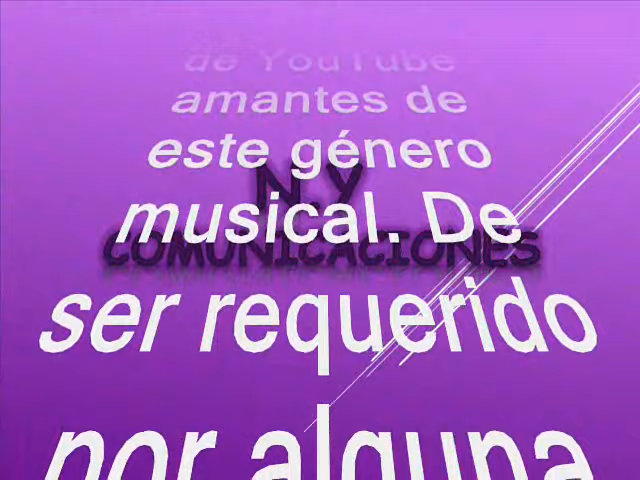 de YouTube
amantes de
este género
musical. De
ser requerido
por alguna
N.Y
COMUNICACIONES